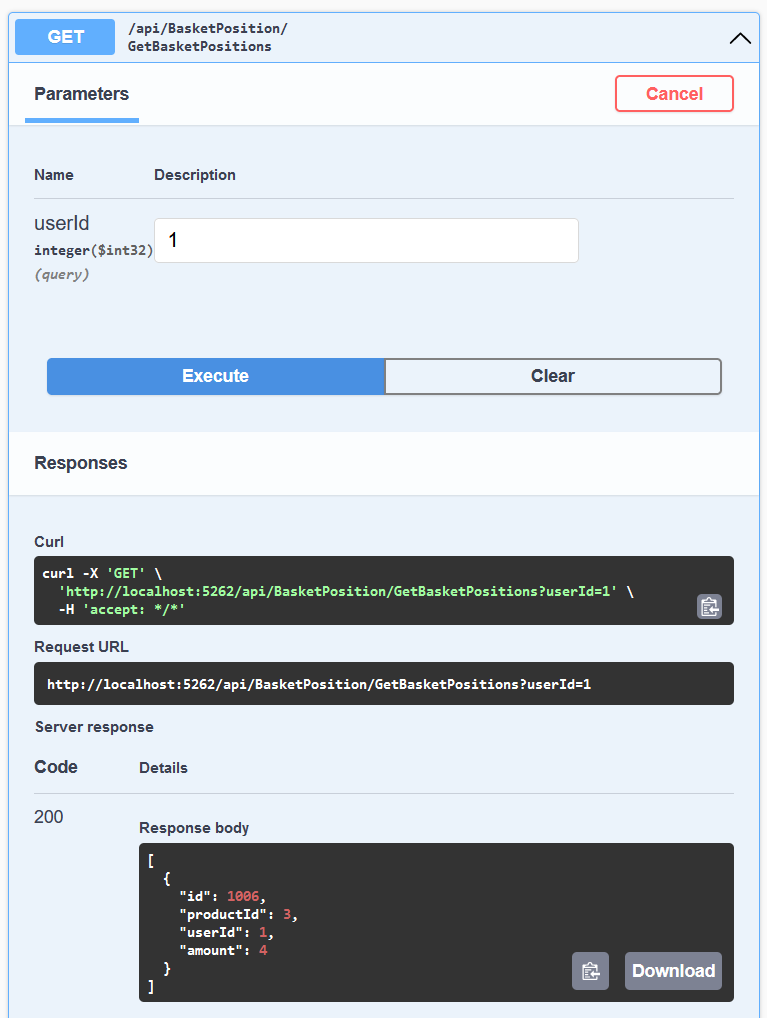 GET /api/BasketPosition/
GetBasketPositions
Parameters Cancel
Name Description
userId
1
integer($int32)
(query)
Execute Clear
Responses
Curl
curl -X 'GET' \
  'http://localhost:5262/api/BasketPosition/GetBasketPositions?userId=1' \
  -H 'accept: */*'
Request URL
http://localhost:5262/api/BasketPosition/GetBasketPositions?userId=1
Server response
Code Details
200
Response body
[
  {
    "id": 1006,
    "productId": 3,
    "userId": 1,
    "amount": 4
  }
]
Download